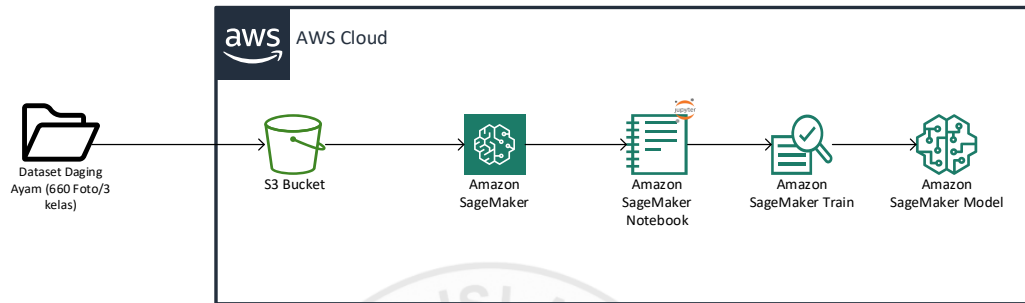 aws
AWS Cloud
Dataset Daging
Ayam (660 Foto/3
kelas)
S3 Bucket
Amazon
SageMaker
jupyter
Amazon
SageMaker
Notebook
Amazon
SageMaker Train
Amazon
SageMaker Model
ISLA